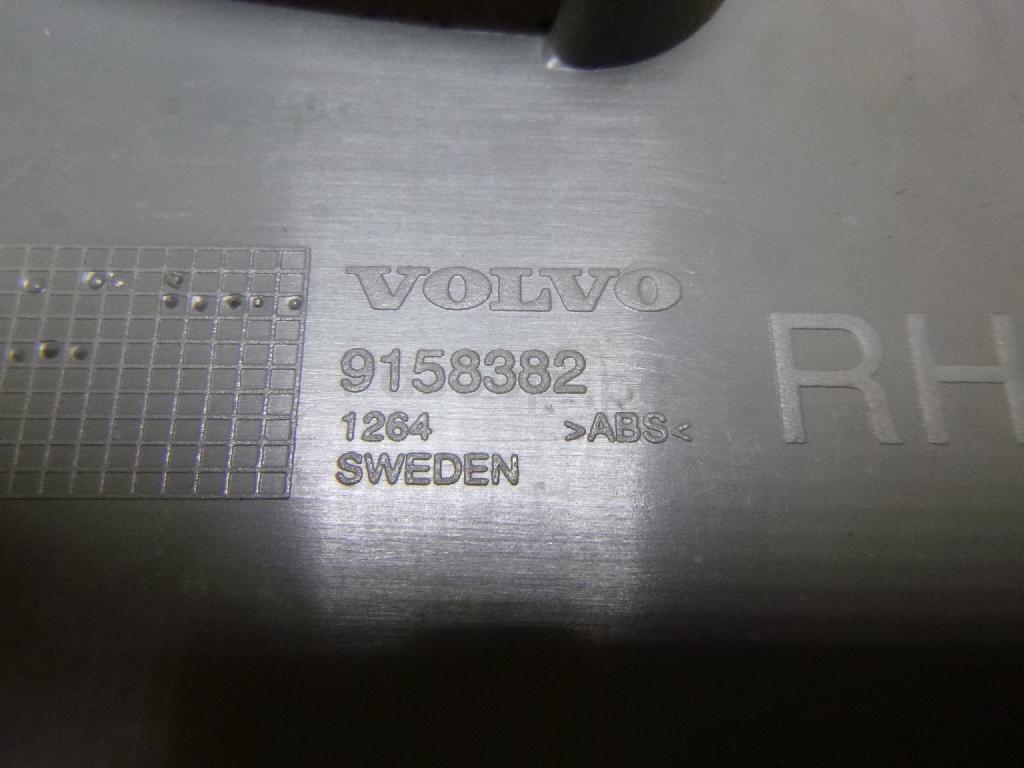 VOLVO
9158382
1264 >ABS<
SWEDEN
RH